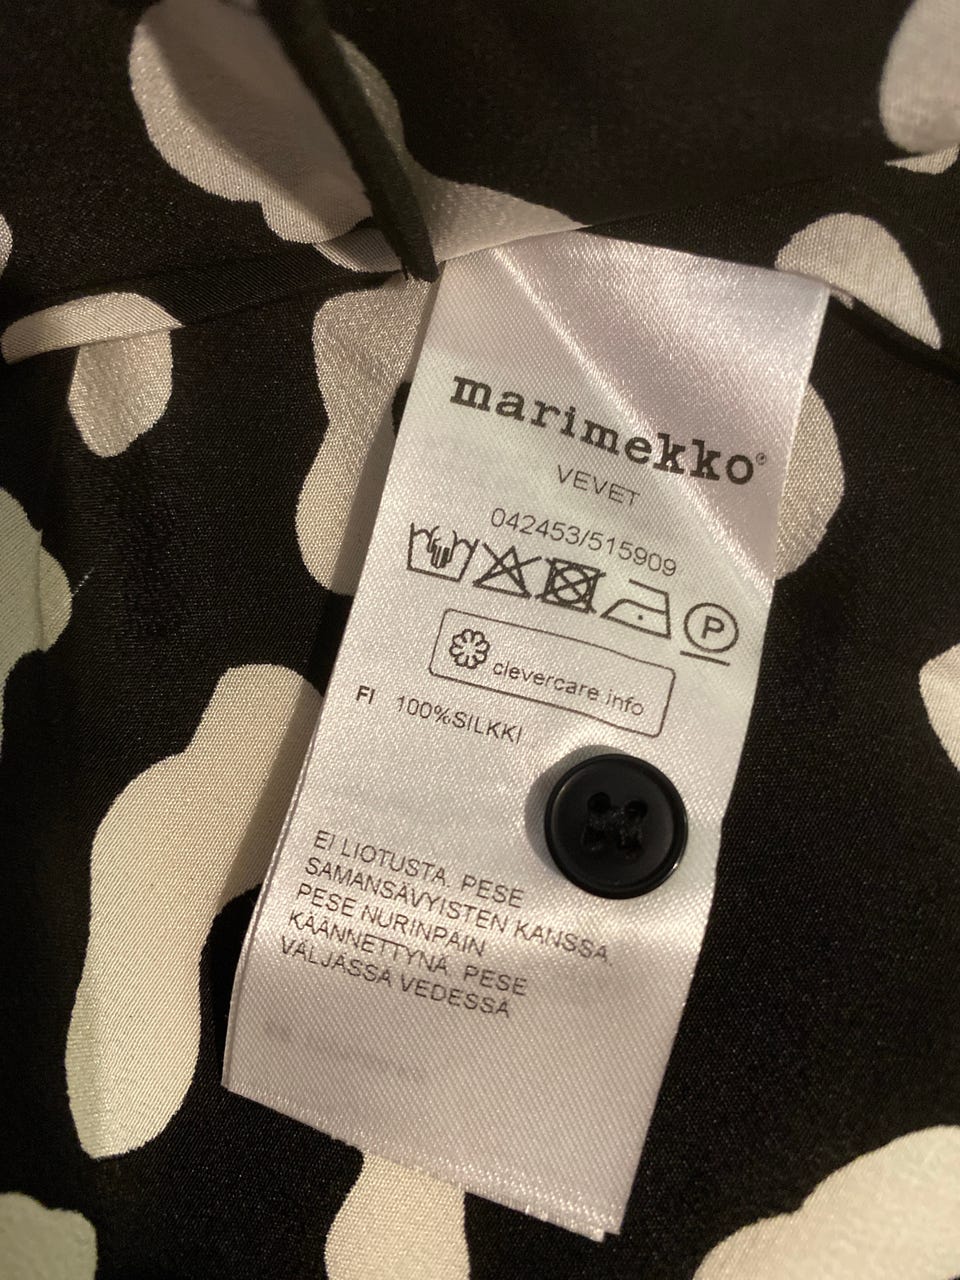 marimekko®
VEVET
042453/515909
P
clevercare.info
FI 100%SILKKI
EI LIOTUSTA. PESE
SAMANSÄVYISTEN KANSSA.
PESE NURINPÄIN
KÄÄNNETTYNÄ. PESE
VÄLJÄSSÄ VEDESSÄ